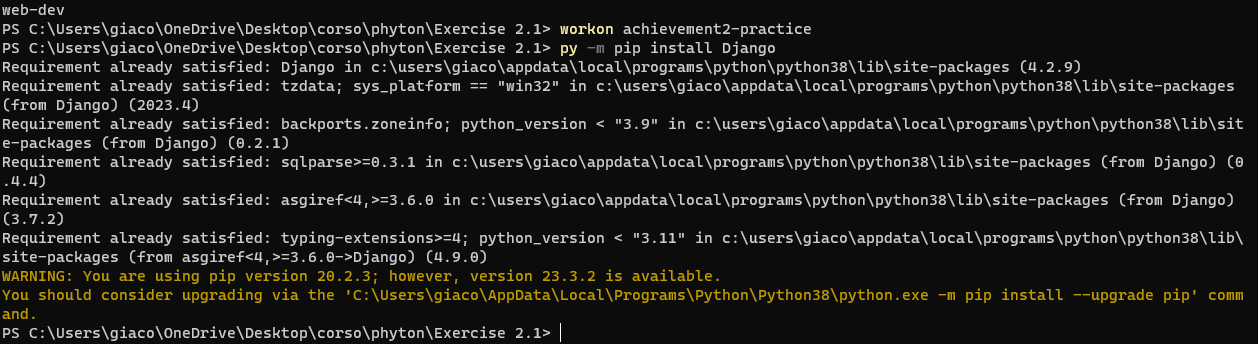 web-dev
PS C:\Users\giaco\OneDrive\Desktop\corso\phyton\Exercise 2.1> workon achievement2-practice
PS C:\Users\giaco\OneDrive\Desktop\corso\phyton\Exercise 2.1> py -m pip install Django
Requirement already satisfied: Django in c:\users\giaco\appdata\local\programs\python\python38\lib\site-packages (4.2.9)
Requirement already satisfied: tzdata; sys_platform == "win32" in c:\users\giaco\appdata\local\programs\python\python38\lib\site-packages
(from Django) (2023.4)
Requirement already satisfied: backports.zoneinfo; python_version < "3.9" in c:\users\giaco\appdata\local\programs\python\python38\lib\sit
e-packages (from Django) (0.2.1)
Requirement already satisfied: sqlparse>=0.3.1 in c:\users\giaco\appdata\local\programs\python\python38\lib\site-packages (from Django) (0
.4.4)
Requirement already satisfied: asgiref<4,>=3.6.0 in c:\users\giaco\appdata\local\programs\python\python38\lib\site-packages (from Django)
(3.7.2)
Requirement already satisfied: typing-extensions>=4; python_version < "3.11" in c:\users\giaco\appdata\local\programs\python\python38\lib\
site-packages (from asgiref<4,>=3.6.0->Django) (4.9.0)
WARNING: You are using pip version 20.2.3; however, version 23.3.2 is available.
You should consider upgrading via the 'C:\Users\giaco\AppData\Local\Programs\Python\Python38\python.exe -m pip install --upgrade pip' comm
and.
PS C:\Users\giaco\OneDrive\Desktop\corso\phyton\Exercise 2.1>